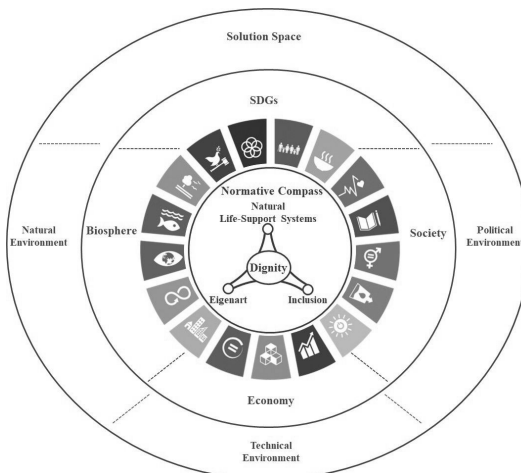 Solution Space
SDGs
Normative Compass
Natural
Life-Support Systems
Natural
Environment
Biosphere
Society
Political
Environment
Dignity
Eigenart
Inclusion
Economy
Technical
Environment